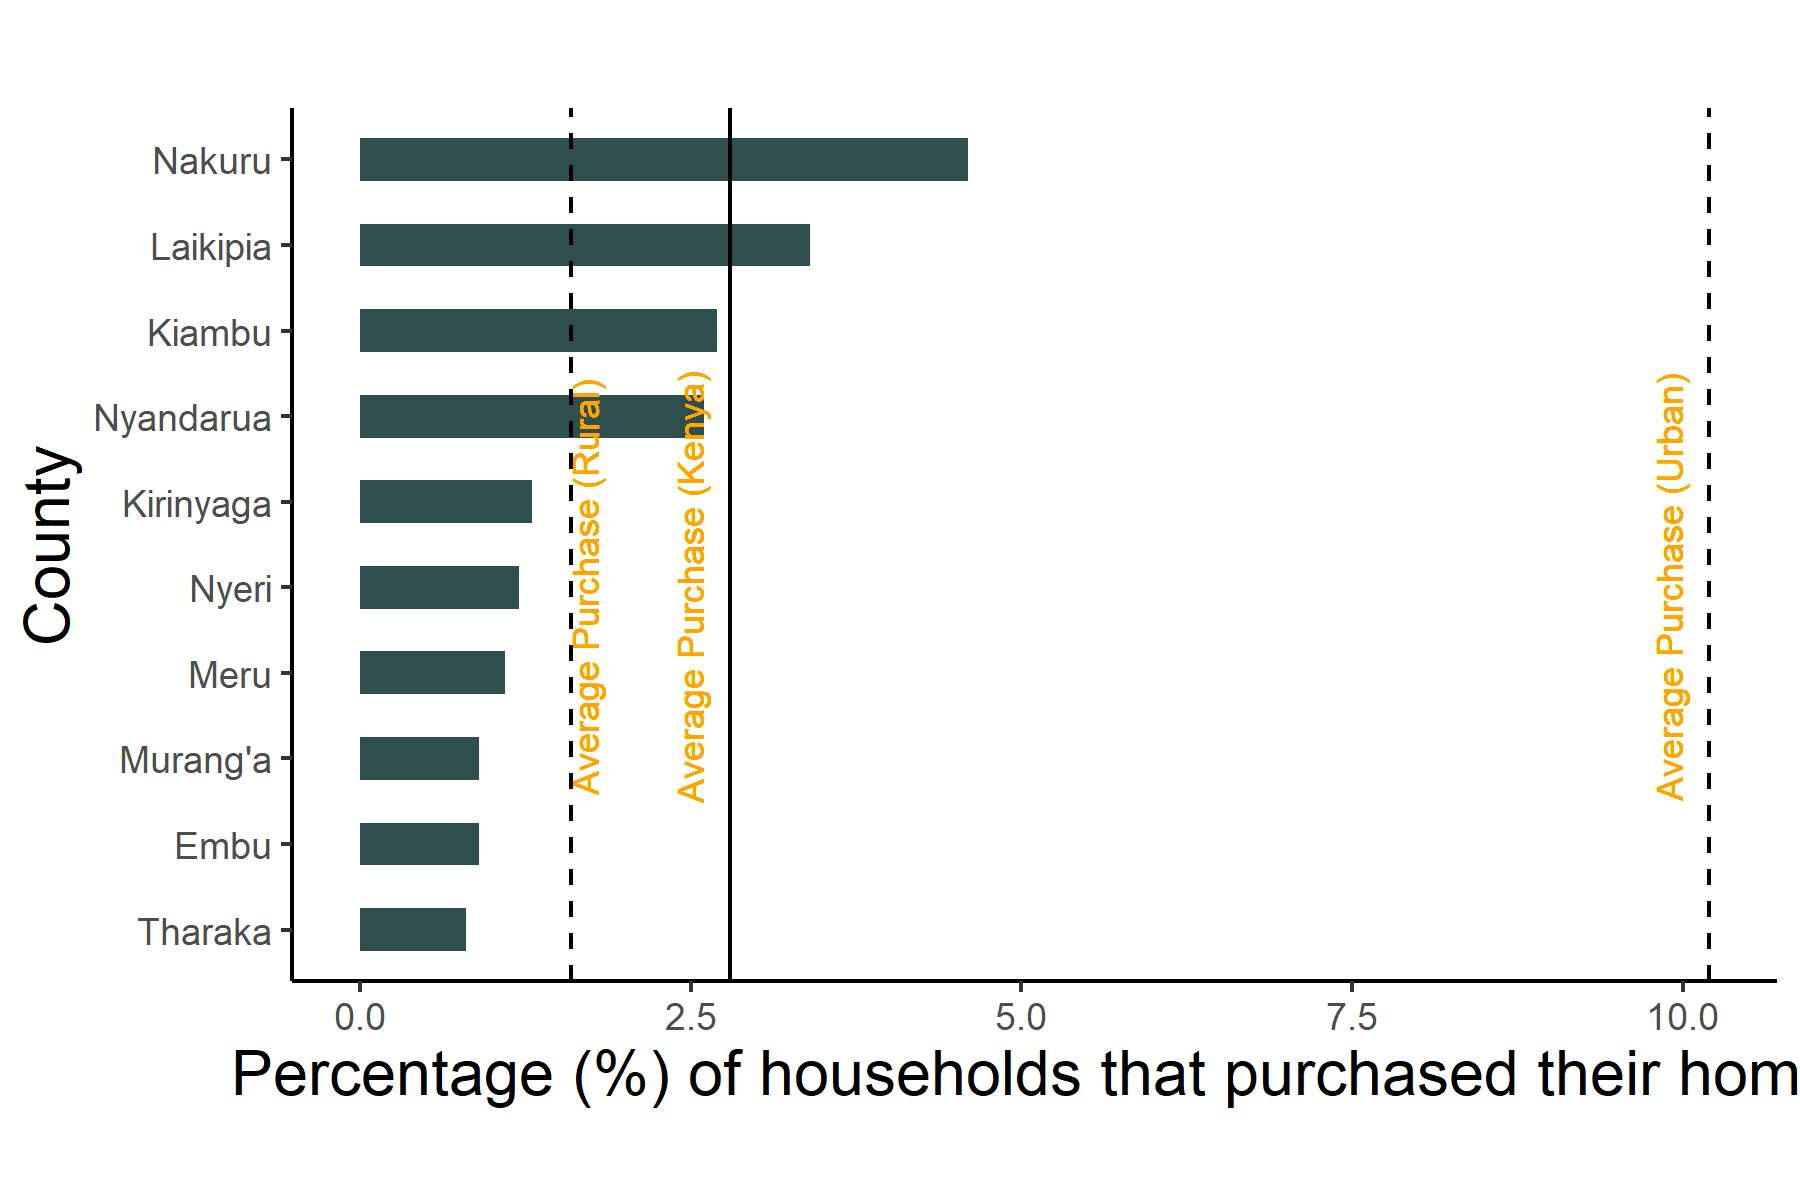 County
Nakuru
Laikipia
Kiambu
Nyandarua
Kirinyaga
Nyeri
Meru
Murang'a
Embu
Tharaka
Average Purchase (Rural)
Average Purchase (Kenya)
Average Purchase (Urban)
0.0 2.5 5.0 7.5 10.0
Percentage (%) of households that purchased their hom